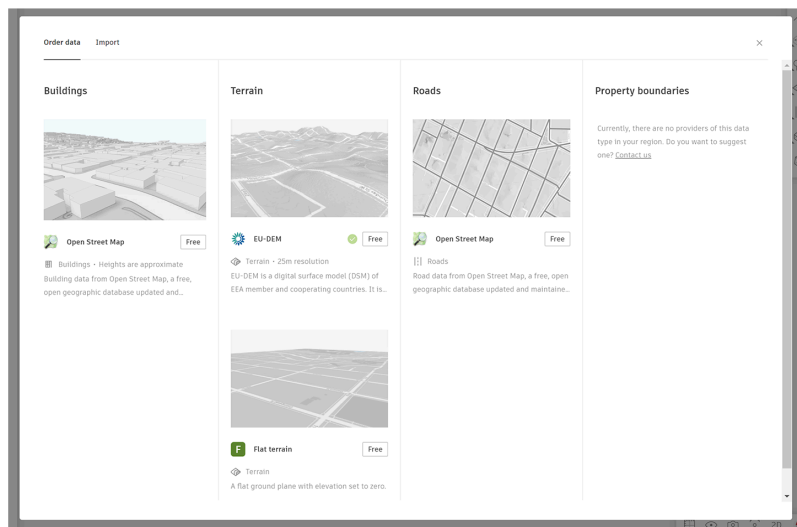 Order data
Import
Buildings
Open Street Map
Free
Buildings • Heights are approximate
Building data from Open Street Map, a free,
open geographic database updated and...
Terrain
EU-DEM
Free
Terrain • 25m resolution
EU-DEM is a digital surface model (DSM) of
EEA member and cooperating countries. It is...
F
Flat terrain
Free
Terrain
A flat ground plane with elevation set to zero.
Roads
Open Street Map
Free
Roads
Road data from Open Street Map, a free, open
geographic database updated and maintaine...
Property boundaries
Currently, there are no providers of this data
type in your region. Do you want to suggest
one? Contact us
2D